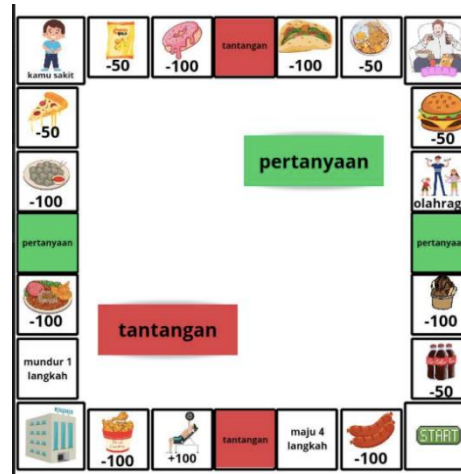 kamu sakit
-50
-100
tantangan
-100
-50
-50
-50
pertanyaan
-100
olahrag
pertanyaan
pertanyaa
-100
-100
tantangan
mundur 1
langkah
-50
-100
+100
tantangan
maju 4
langkah
-100
START